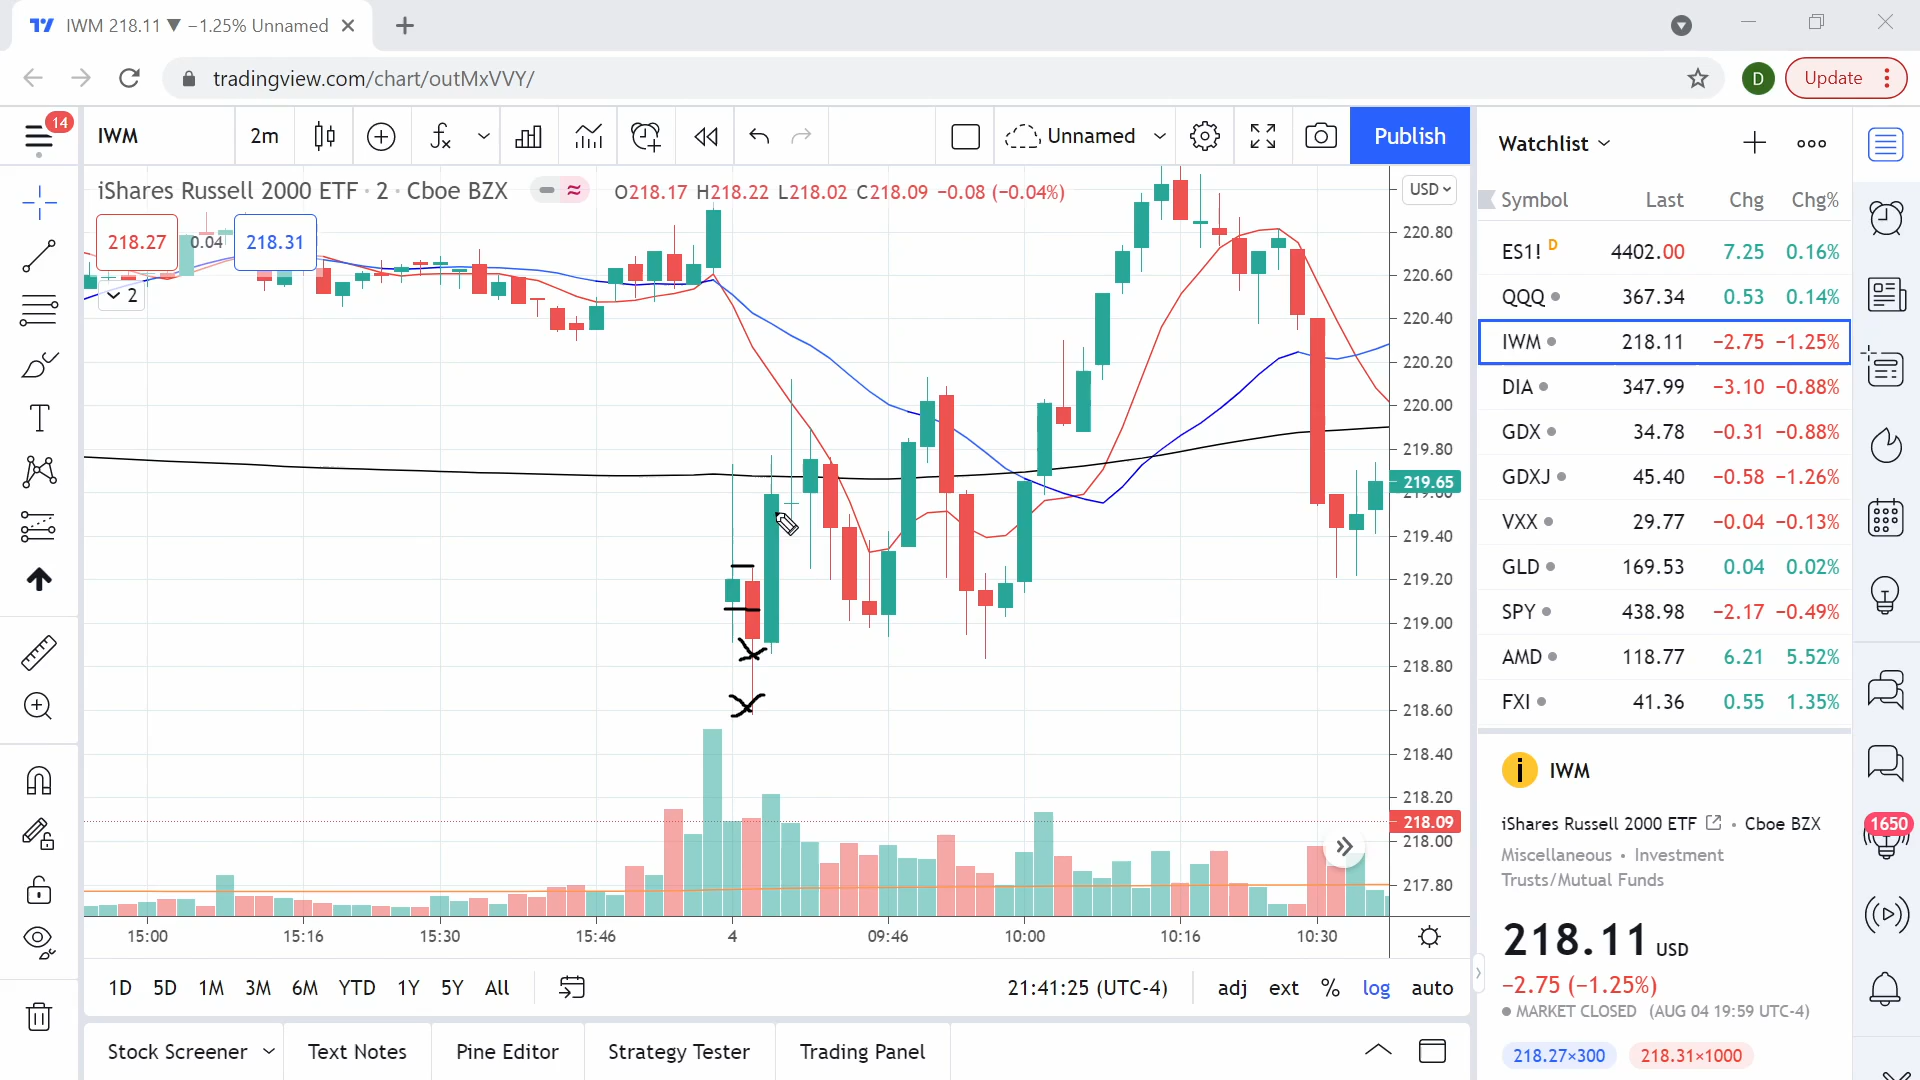 IWM 218.11 ▼ −1.25% Unnamed
tradingview.com/chart/outMxVVY/
D
Update
14
IWM
2m
Unnamed
Publish
iShares Russell 2000 ETF · 2 · Cboe BZX
O218.17 H218.22 L218.02 C218.09 −0.08 (−0.04%)
USD
218.27
0.04
218.31
2
220.80
220.60
220.40
220.20
220.00
219.80
219.65
219.60
219.40
219.20
219.00
218.80
218.60
218.40
218.20
218.09
218.00
217.80
15:00
15:16
15:30
15:46
4
09:46
10:00
10:16
10:30
1D 5D 1M 3M 6M YTD 1Y 5Y All
21:41:25 (UTC-4)
adj ext % log auto
Stock Screener
Text Notes
Pine Editor
Strategy Tester
Trading Panel
Watchlist
Symbol Last Chg Chg%
ES1! D 4402.00 7.25 0.16%
QQQ 367.34 0.53 0.14%
IWM 218.11 −2.75 −1.25%
DIA 347.99 −3.10 −0.88%
GDX 34.78 −0.31 −0.88%
GDXJ 45.40 −0.58 −1.26%
VXX 29.77 −0.04 −0.13%
GLD 169.53 0.04 0.02%
SPY 438.98 −2.17 −0.49%
AMD 118.77 6.21 5.52%
FXI 41.36 0.55 1.35%
i IWM
iShares Russell 2000 ETF · Cboe BZX
Miscellaneous • Investment
Trusts/Mutual Funds
218.11 USD
−2.75 (−1.25%)
MARKET CLOSED (AUG 04 19:59 UTC-4)
218.27×300
218.31×1000
1650